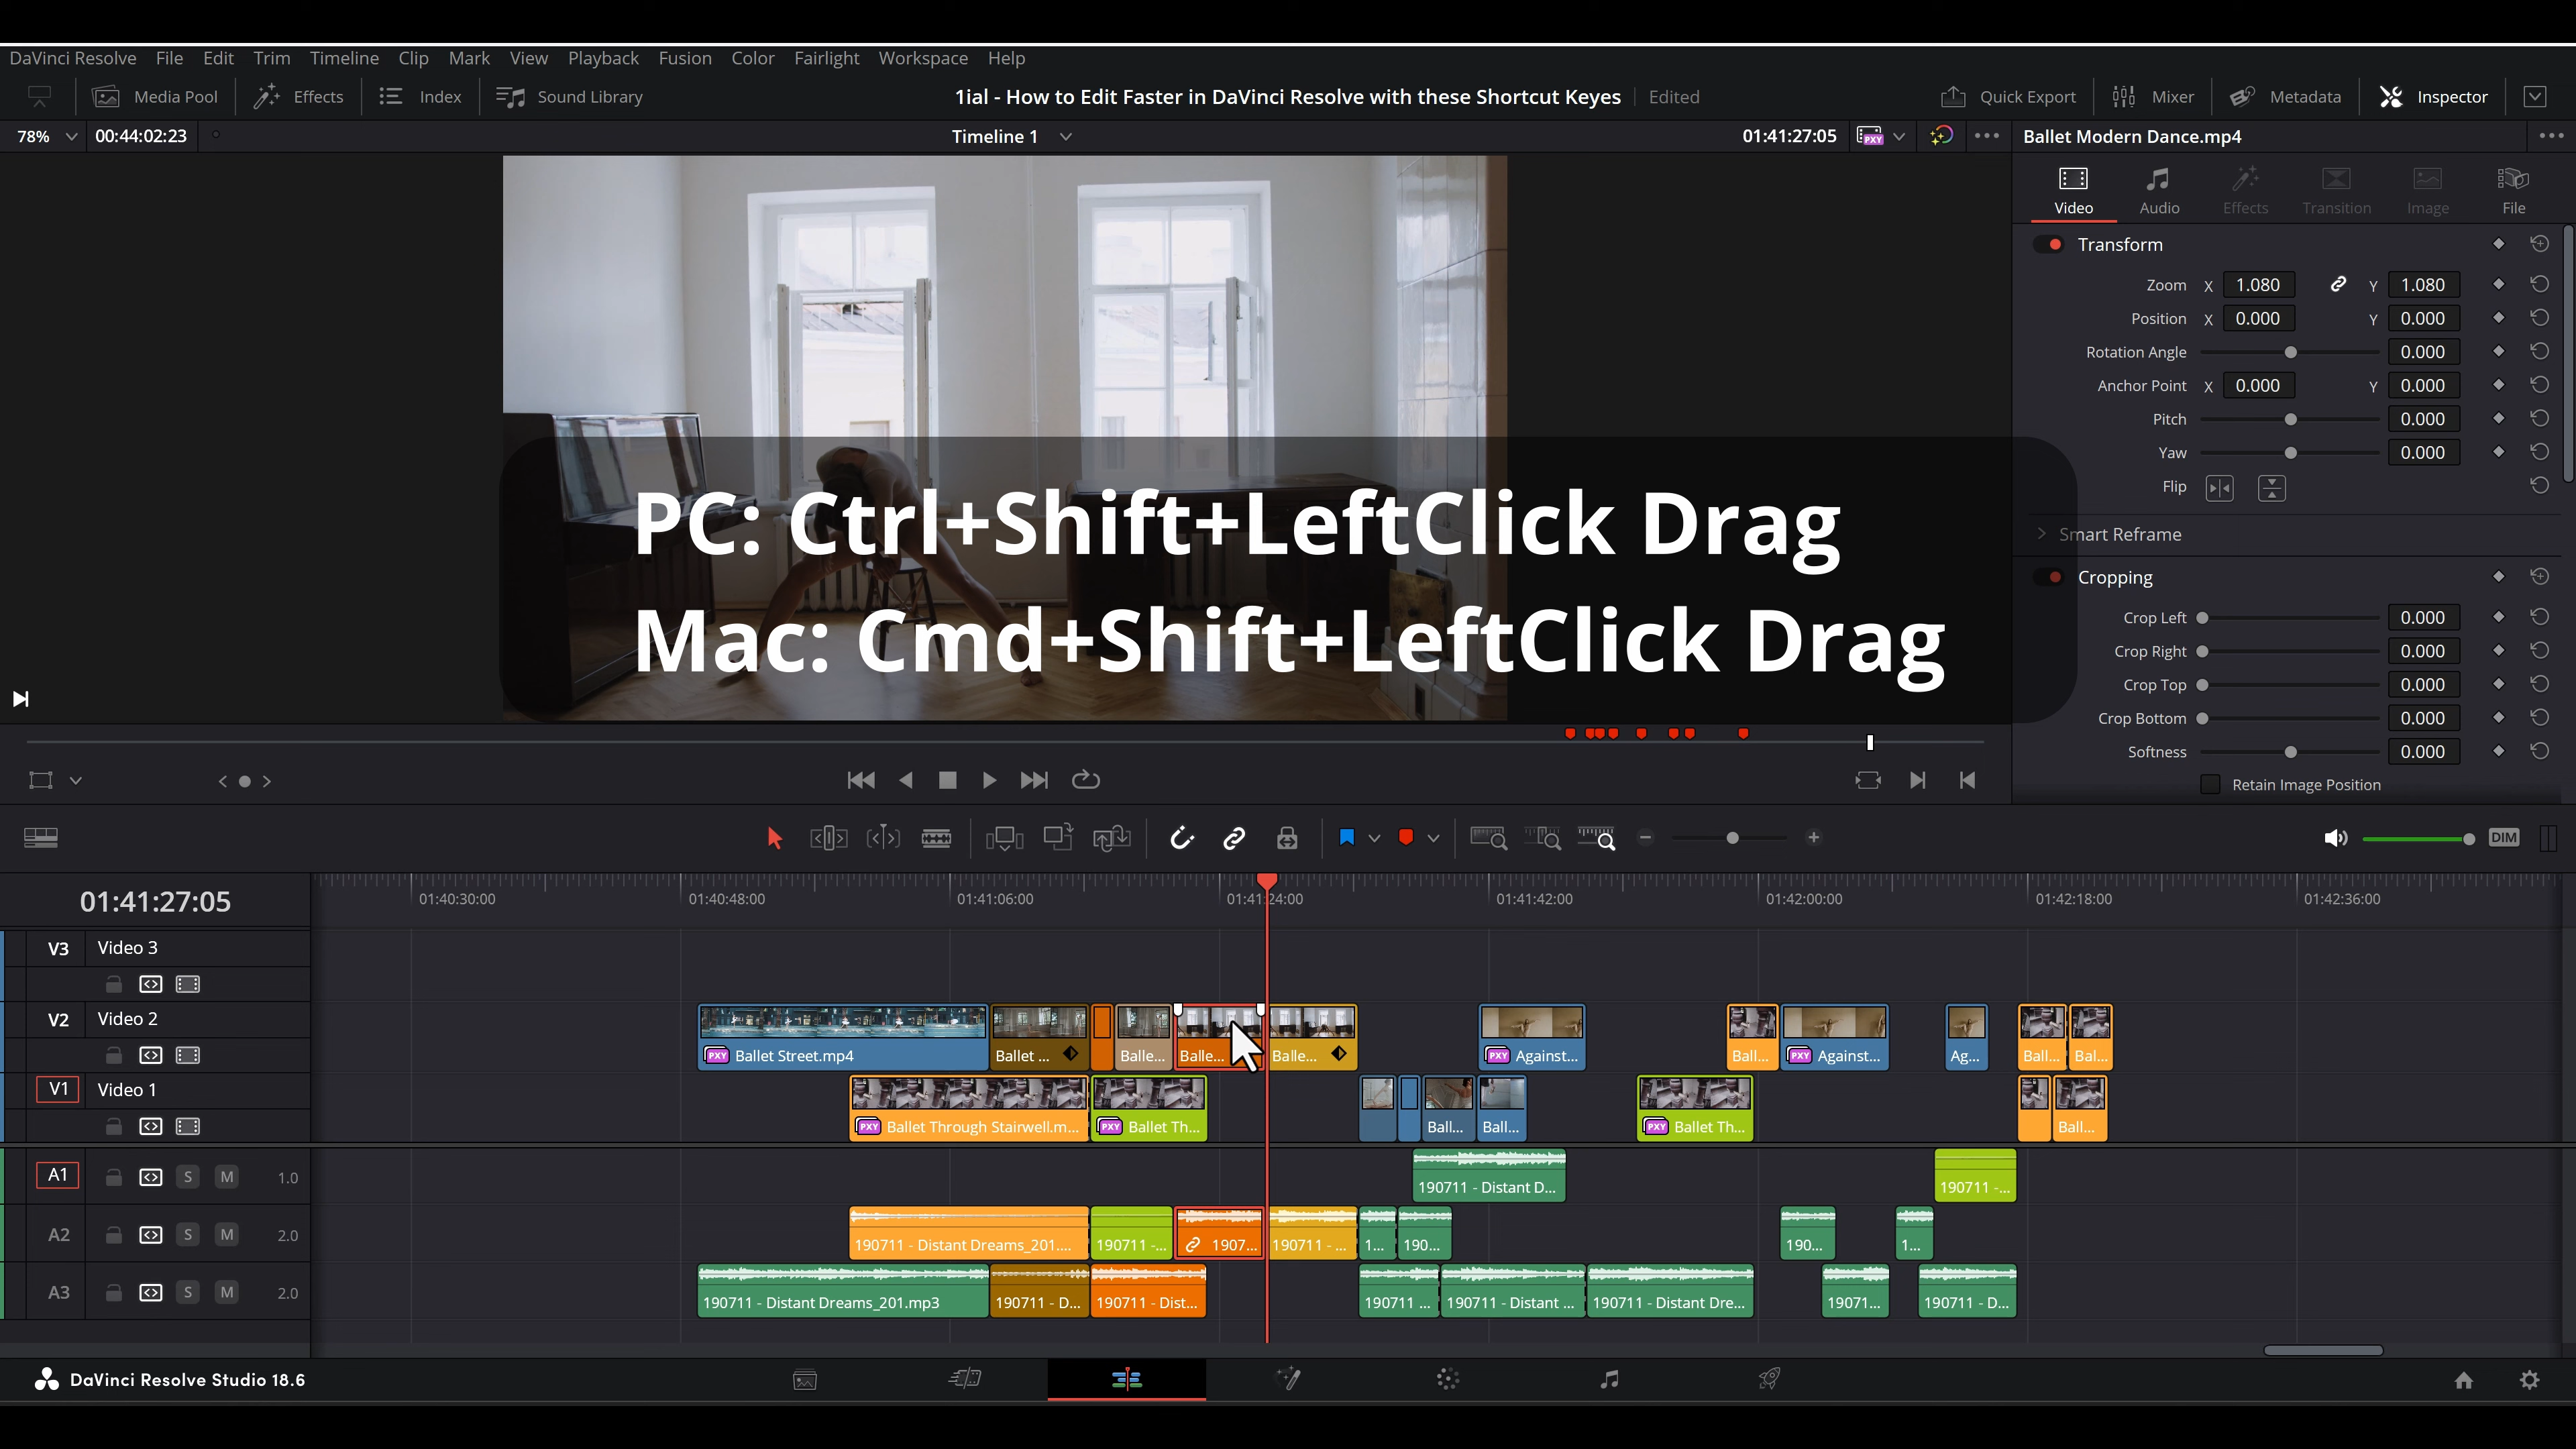 DaVinci Resolve File Edit Trim Timeline Clip Mark View Playback Fusion Color Fairlight Workspace Help
Media Pool Effects Index Sound Library 1ial - How to Edit Faster in DaVinci Resolve with these Shortcut Keyes Edited Quick Export Mixer Metadata Inspector
78% 00:44:02:23 Timeline 1 01:41:27:05 PXY Ballet Modern Dance.mp4
Video Audio Effects Transition Image File
Transform
Zoom X 1.080 Y 1.080
Position X 0.000 Y 0.000
Rotation Angle 0.000
Anchor Point X 0.000 Y 0.000
Pitch 0.000
Yaw 0.000
Flip
Smart Reframe
Cropping
Crop Left 0.000
Crop Right 0.000
Crop Top 0.000
Crop Bottom 0.000
Softness 0.000
Retain Image Position
PC: Ctrl+Shift+LeftClick Drag
Mac: Cmd+Shift+LeftClick Drag
DIM
01:41:27:05 01:40:30:00 01:40:48:00 01:41:06:00 01:41:24:00 01:41:42:00 01:42:00:00 01:42:18:00 01:42:36:00
V3 Video 3
V2 Video 2
PXY Ballet Street.mp4 Ballet ... Balle... Balle... Balle... PXY Against... Ball... PXY Against... Ag... Ball... Bal...
V1 Video 1
PXY Ballet Through Stairwell.m... PXY Ballet Th... Ball... Ball... PXY Ballet Th... Ball...
A1 S M 1.0 190711 - Distant D... 190711 -...
A2 S M 2.0 190711 - Distant Dreams_201.... 190711 -... 1907... 190711 - ... 1... 190... 190... 1...
A3 S M 2.0 190711 - Distant Dreams_201.mp3 190711 - D... 190711 - Dist... 190711 ... 190711 - Distant ... 190711 - Distant Dre... 19071... 190711 - D...
DaVinci Resolve Studio 18.6